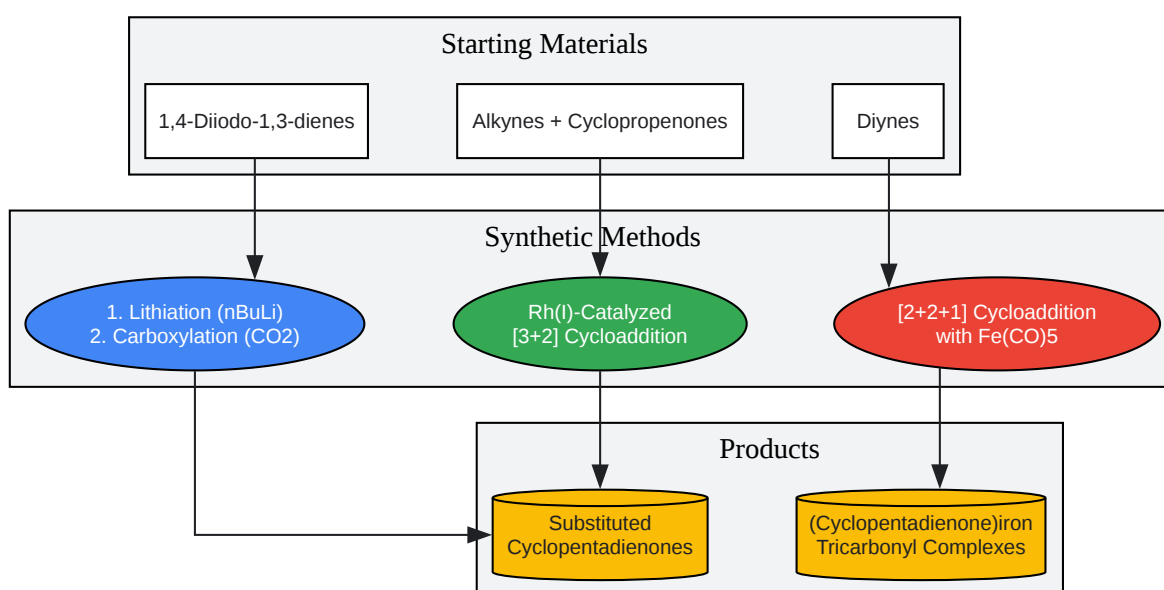 Starting Materials
1,4-Diiodo-1,3-dienes
Alkynes + Cyclopropenones
Diynes
Synthetic Methods
1. Lithiation (nBuLi)
2. Carboxylation (CO2)
Rh(I)-Catalyzed
[3+2] Cycloaddition
[2+2+1] Cycloaddition
with Fe(CO)5
Products
Substituted
Cyclopentadienones
(Cyclopentadienone)iron
Tricarbonyl Complexes